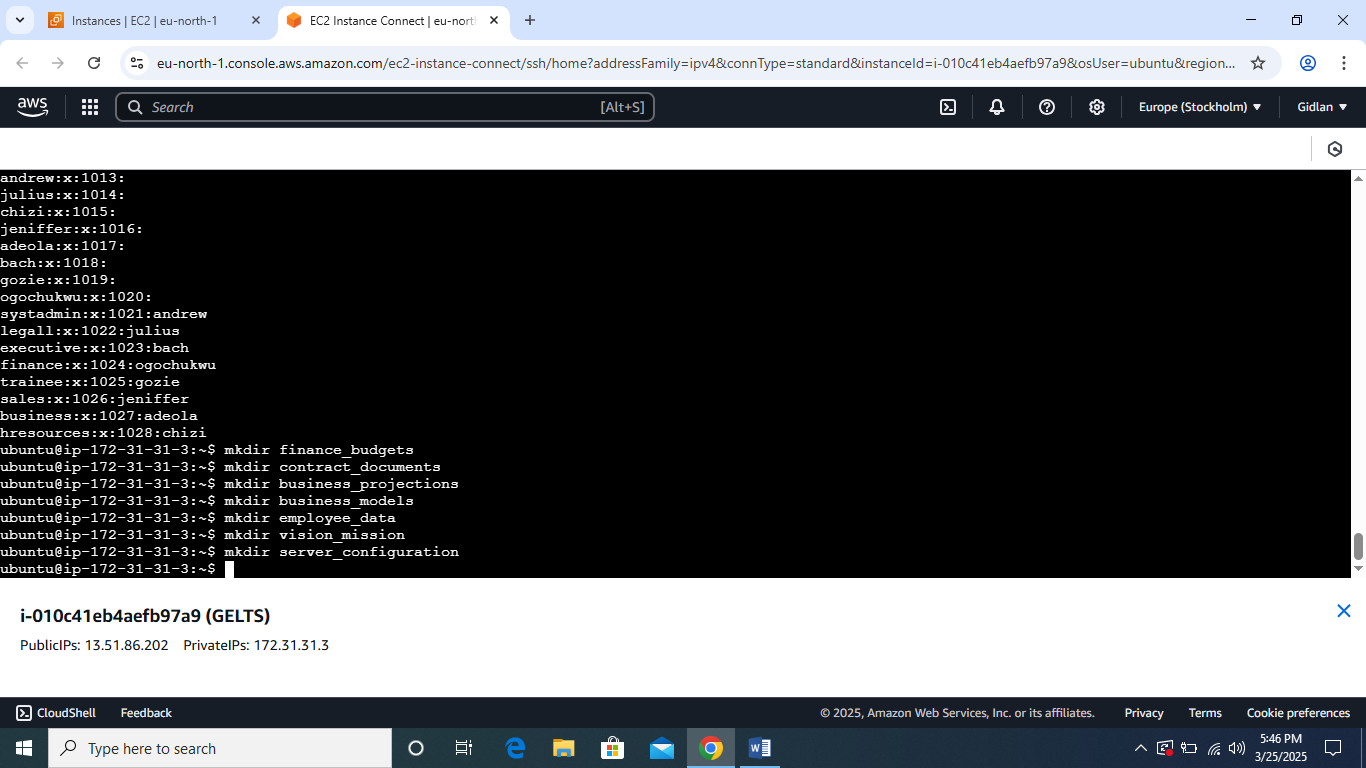 Instances | EC2 | eu-north-1
EC2 Instance Connect | eu-nort
eu-north-1.console.aws.amazon.com/ec2-instance-connect/ssh/home?addressFamily=ipv4&connType=standard&instanceId=i-010c41eb4aefb97a9&osUser=ubuntu&region...
aws
Search
[Alt+S]
Europe (Stockholm)
Gidlan
andrew:x:1013:
julius:x:1014:
chizi:x:1015:
jeniffer:x:1016:
adeola:x:1017:
bach:x:1018:
gozie:x:1019:
ogochukwu:x:1020:
systadmin:x:1021:andrew
legall:x:1022:julius
executive:x:1023:bach
finance:x:1024:ogochukwu
trainee:x:1025:gozie
sales:x:1026:jeniffer
business:x:1027:adeola
hresources:x:1028:chizi
ubuntu@ip-172-31-31-3:~$ mkdir finance_budgets
ubuntu@ip-172-31-31-3:~$ mkdir contract_documents
ubuntu@ip-172-31-31-3:~$ mkdir business_projections
ubuntu@ip-172-31-31-3:~$ mkdir business_models
ubuntu@ip-172-31-31-3:~$ mkdir employee_data
ubuntu@ip-172-31-31-3:~$ mkdir vision_mission
ubuntu@ip-172-31-31-3:~$ mkdir server_configuration
ubuntu@ip-172-31-31-3:~$
i-010c41eb4aefb97a9 (GELTS)
PublicIPs: 13.51.86.202 PrivateIPs: 172.31.31.3
CloudShell Feedback © 2025, Amazon Web Services, Inc. or its affiliates. Privacy Terms Cookie preferences
Type here to search
5:46 PM
3/25/2025